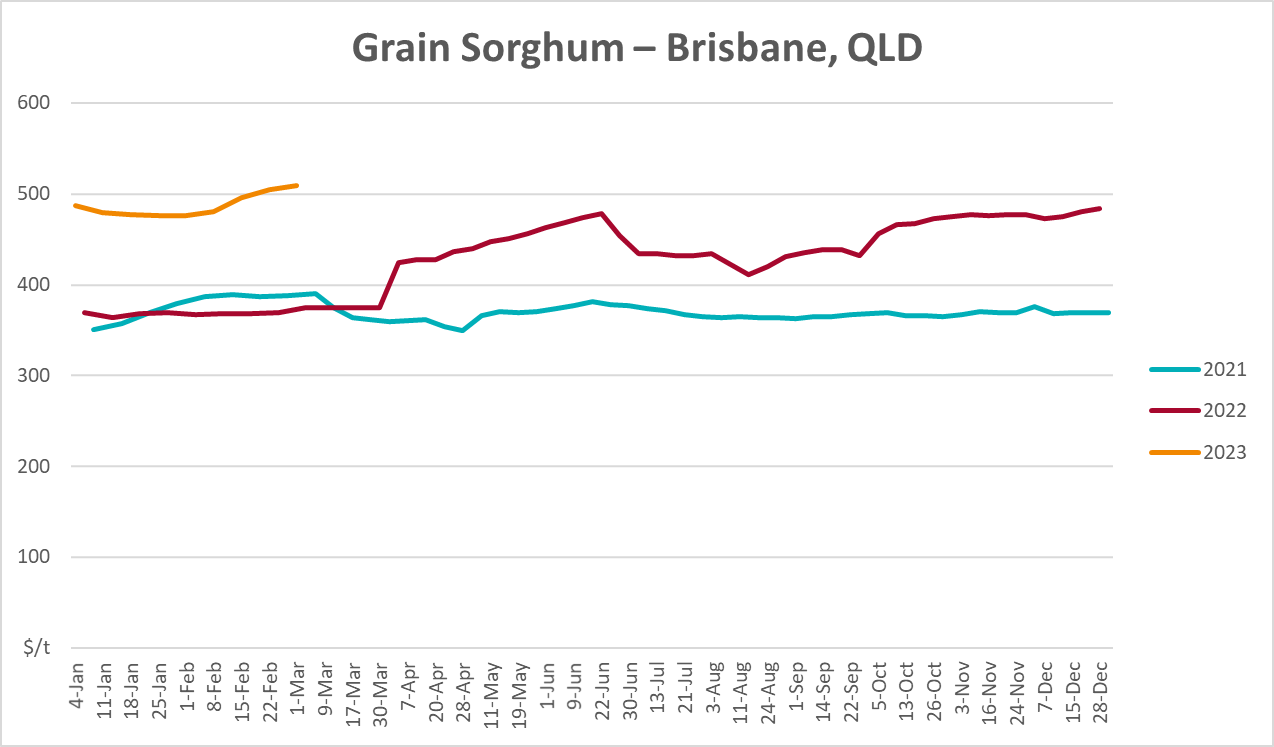 Grain Sorghum – Brisbane, QLD
600
500
400
300
200
100
$/t
4-Jan
11-Jan
18-Jan
25-Jan
1-Feb
8-Feb
15-Feb
22-Feb
1-Mar
9-Mar
17-Mar
30-Mar
7-Apr
20-Apr
28-Apr
11-May
19-May
1-Jun
9-Jun
22-Jun
30-Jun
13-Jul
21-Jul
3-Aug
11-Aug
24-Aug
1-Sep
14-Sep
22-Sep
5-Oct
13-Oct
26-Oct
3-Nov
16-Nov
24-Nov
7-Dec
15-Dec
28-Dec
2021
2022
2023